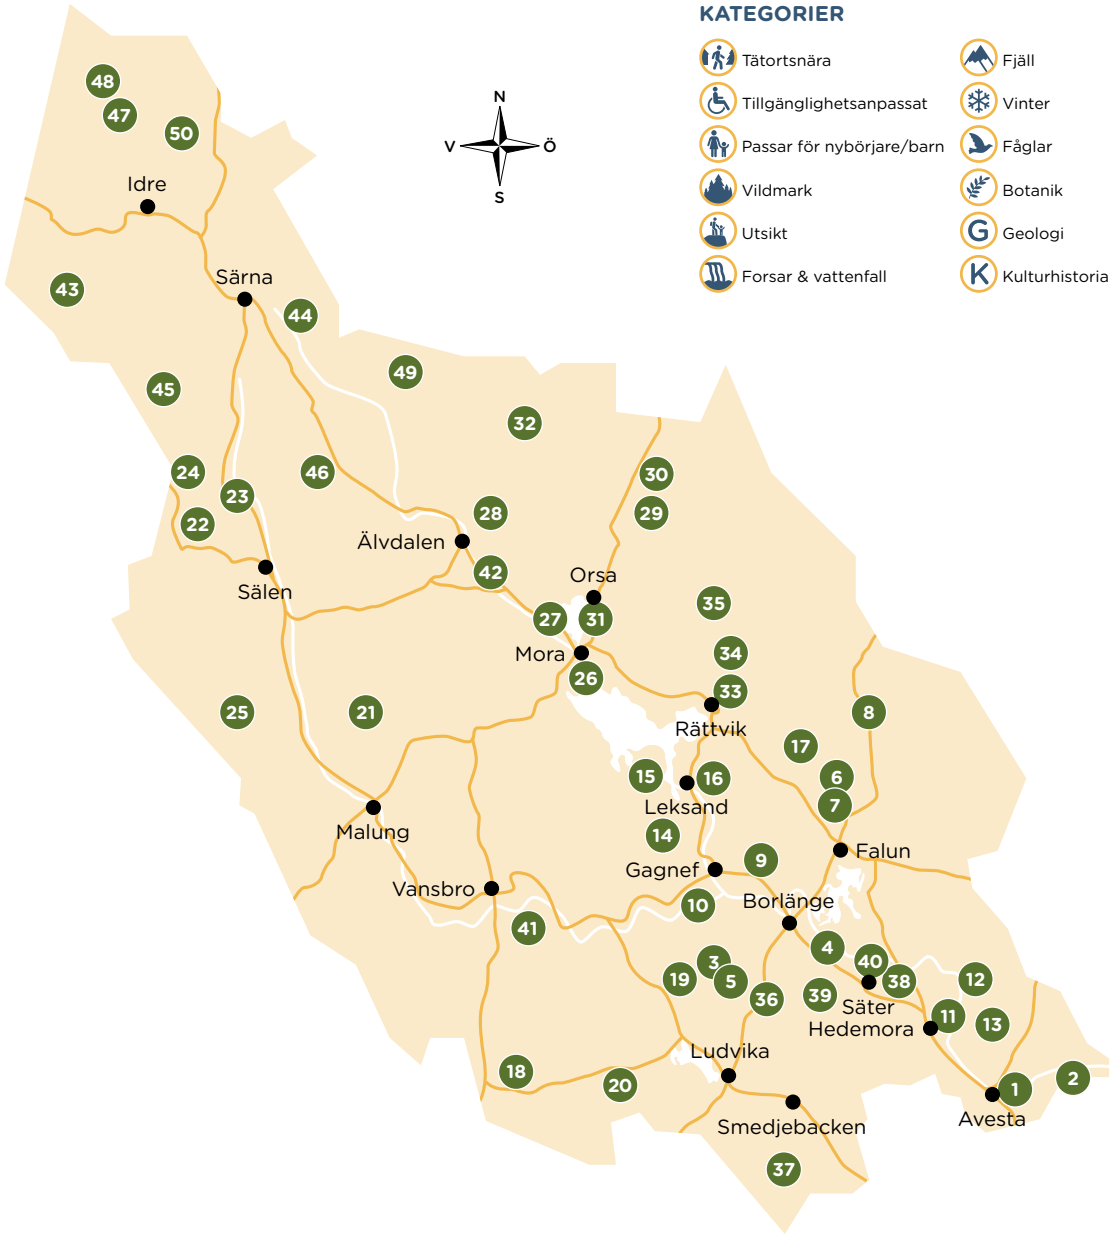 KATEGORIER
Tätortsnära
Tillgänglighetsanpassat
Passar för nybörjare/barn
Vildmark
Utsikt
Forsar & vattenfall
Fjäll
Vinter
Fåglar
Botanik
G Geologi
K Kulturhistoria
N
V Ö
S
48
47
50
Idre
43
Särna
44
49
45
32
24
46
30
23
22
28
29
Älvdalen
42
Sälen
Orsa
35
27
31
Mora
34
26
33
25
21
8
Rättvik
17
15
16
6
Leksand
7
Malung
14
Falun
9
Gagnef
Vansbro
10
Borlänge
41
4
3
40
19
5
38
12
36
39
Säter
11
13
Hedemora
Ludvika
18
20
1
2
Avesta
Smedjebacken
37